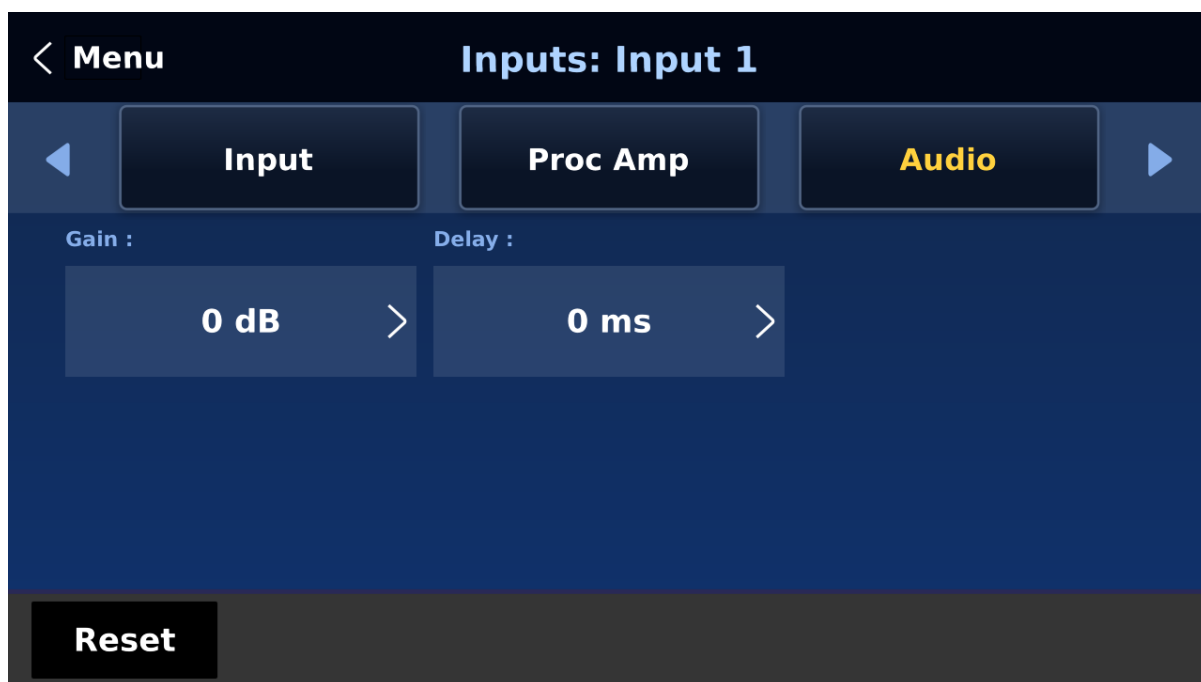 Menu
Inputs: Input 1
Input
Proc Amp
Audio
Gain :
Delay :
0 dB
0 ms
Reset